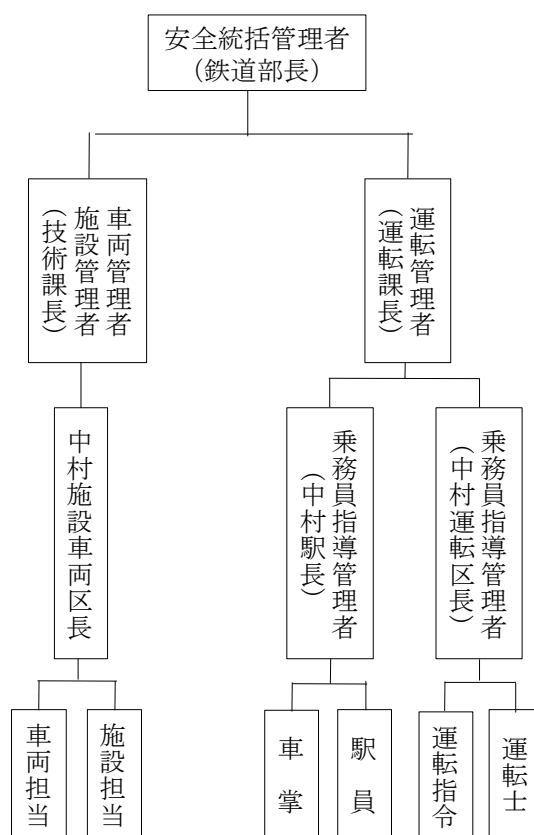 安全統括管理者
（鉄道部長）
車両管理者
施設管理者
（技術課長）
運転管理者
（運転課長）
中村施設車両区長
乗務員指導管理者
（中村駅長）
乗務員指導管理者
（中村運転区長）
車両担当
施設担当
車掌
駅員
運転指令
運転士